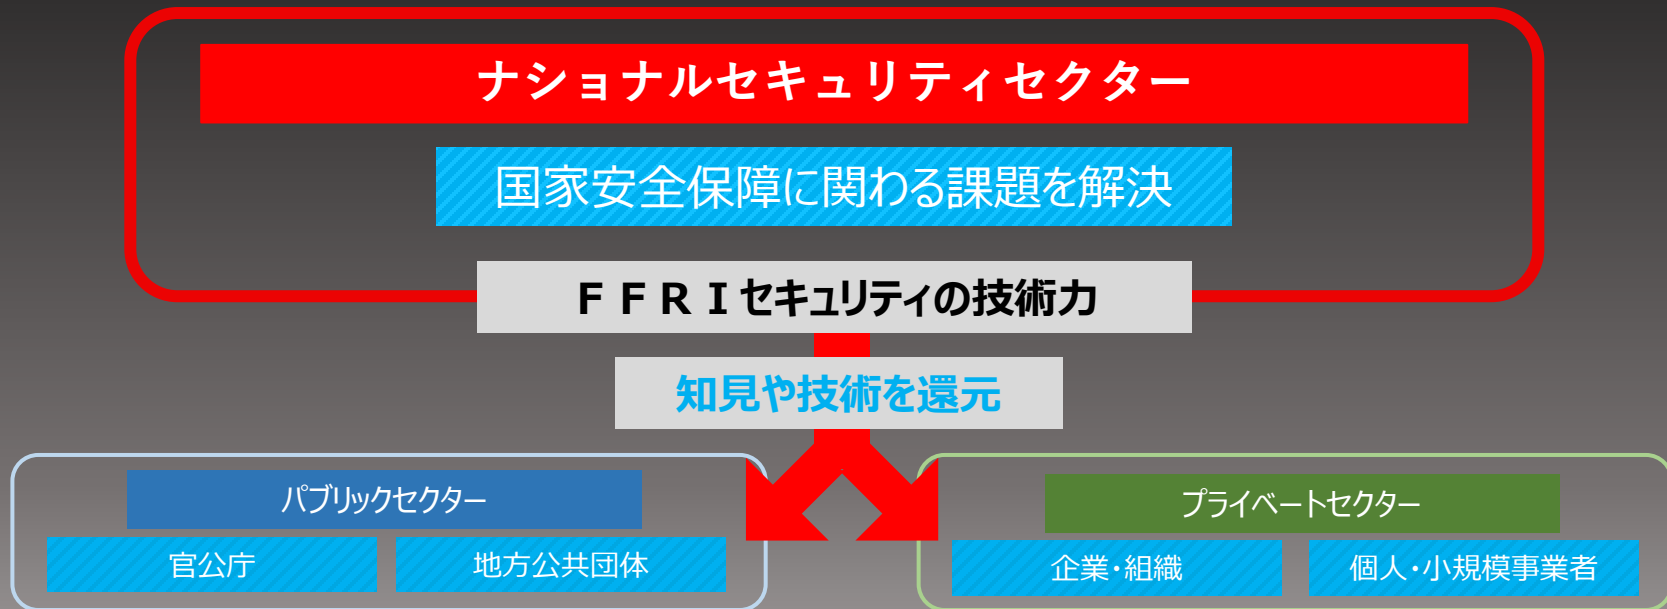 ナショナルセキュリティセクター
国家安全保障に関わる課題を解決
ＦＦＲＩセキュリティの技術力
知見や技術を還元
パブリックセクター
官公庁
地方公共団体
プライベートセクター
企業・組織
個人・小規模事業者